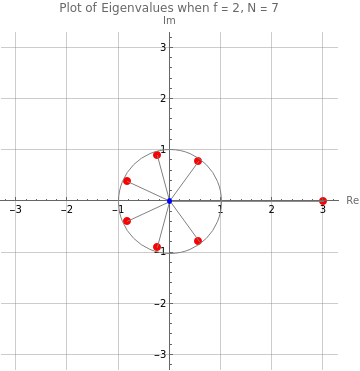 Plot of Eigenvalues when f = 2, N = 7
Im
3
2
1
−3 −2 −1 1 2 3 Re
−1
−2
−3